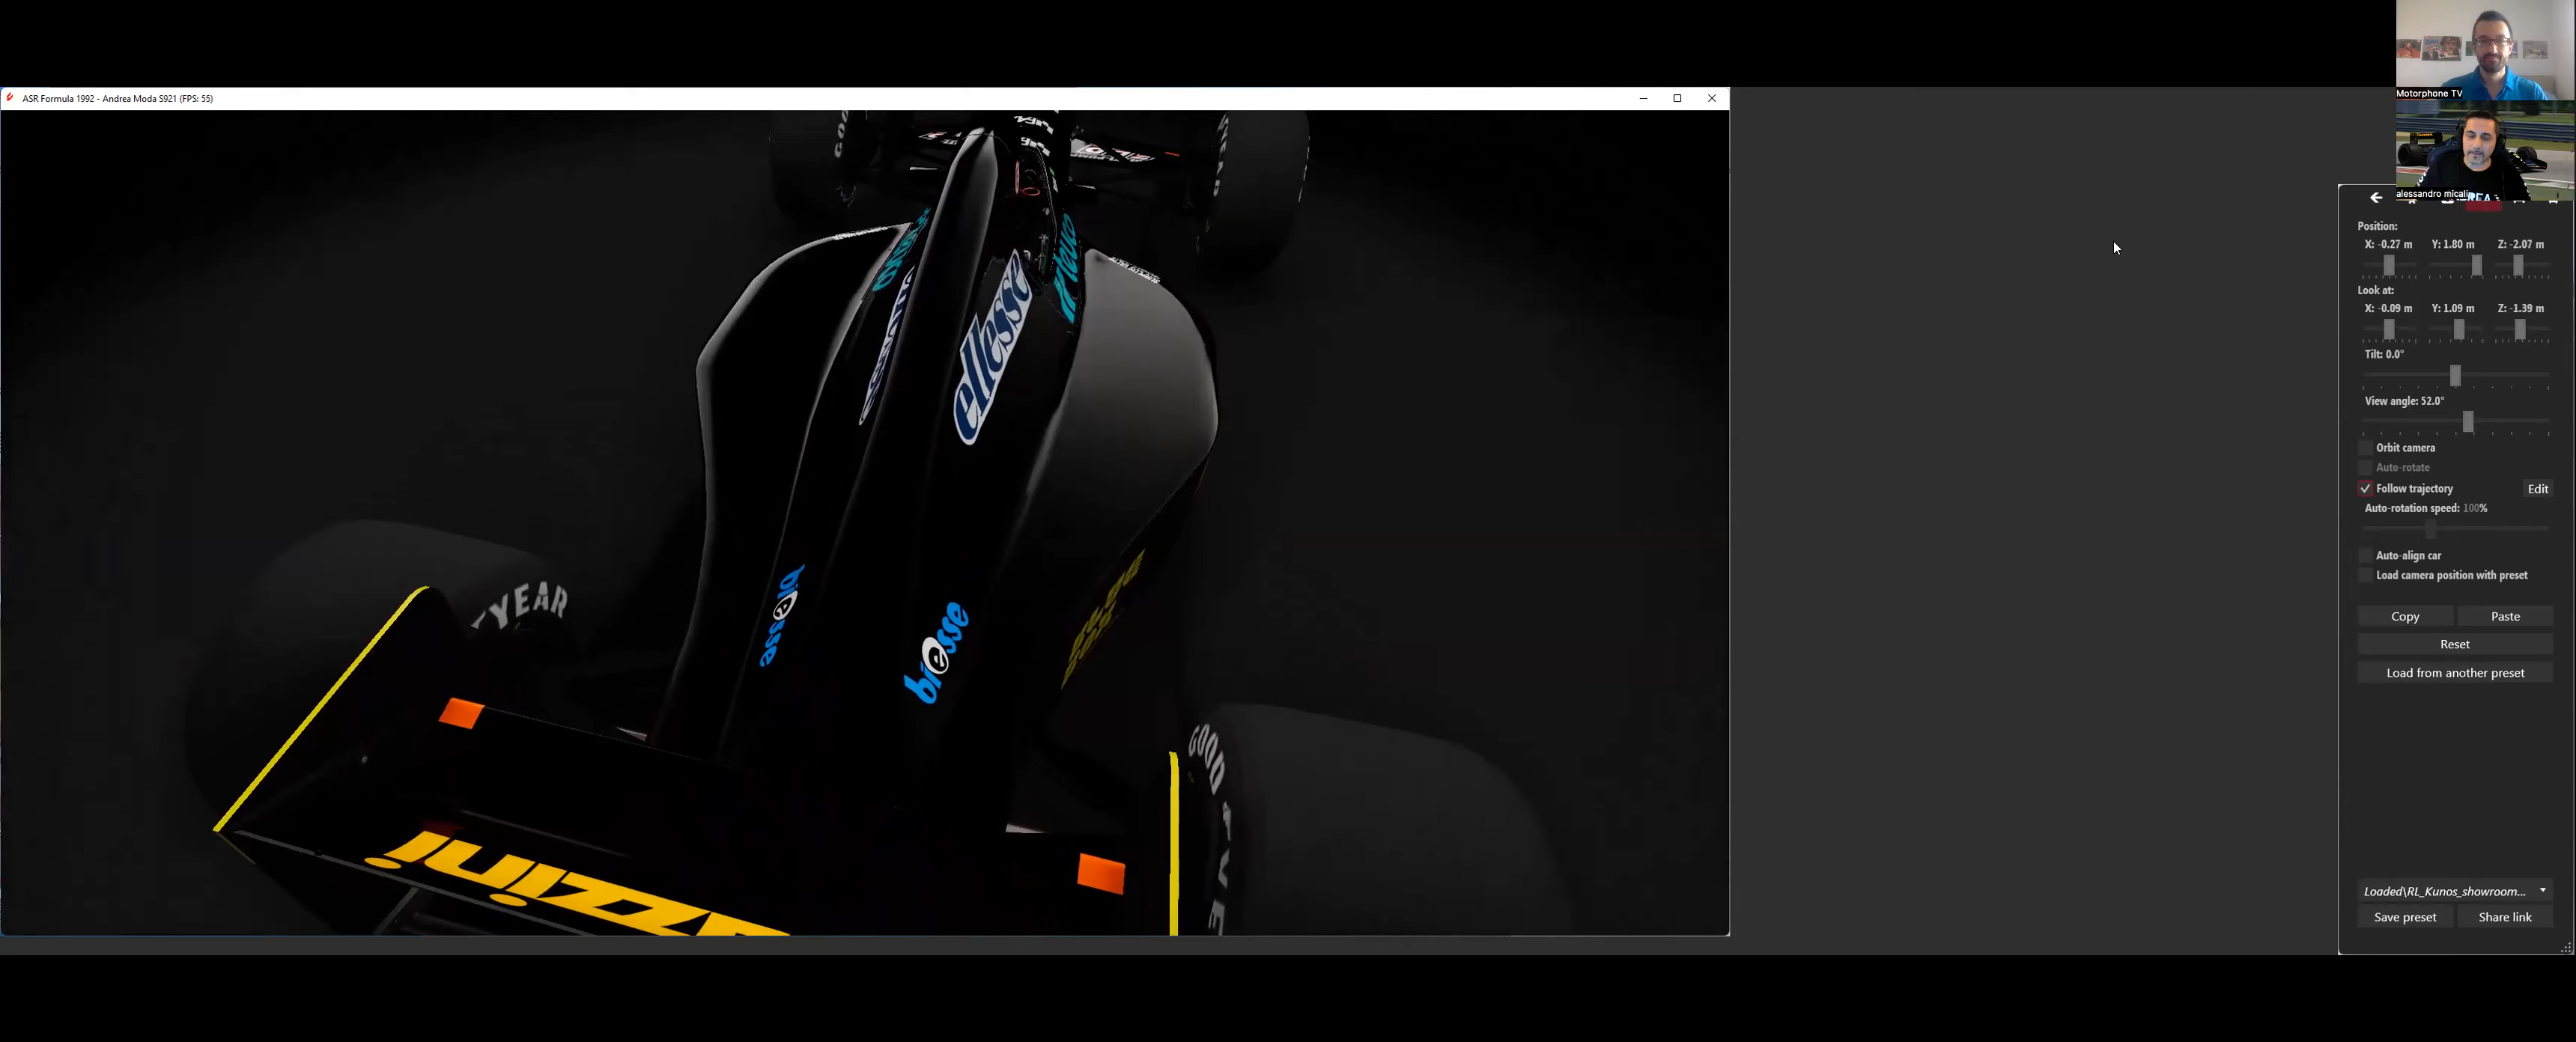 Motorphone TV
ASR Formula 1992 - Andrea Moda S921 (FPS: 55)
alessandro micali
Position:
X: -0.27 m Y: 1.80 m Z: -2.07 m
Look at:
X: -0.09 m Y: 1.09 m Z: -1.39 m
Tilt: 0.0°
View angle: 52.0°
Orbit camera
Auto-rotate
Follow trajectory Edit
Auto-rotation speed: 100%
Auto-align car
Load camera position with preset
Copy Paste
Reset
Load from another preset
Loaded\RL_Kunos_showroom...
Save preset Share link
ellesse
biesse
biesse
YEAR
GOOD